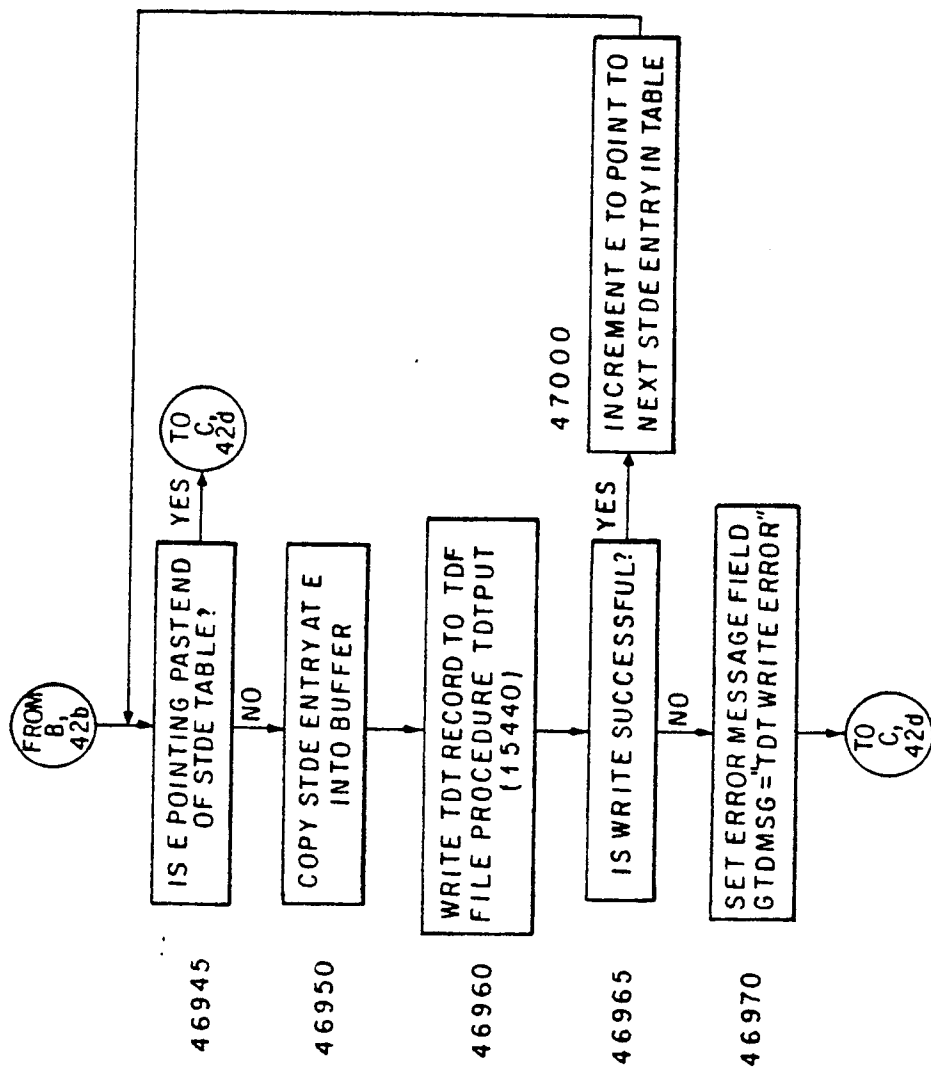 FROM
B,
42b
46945
IS E POINTING PAST END
OF STDE TABLE?
YES
TO
C,
42d
NO
46950
COPY STDE ENTRY AT E
INTO BUFFER
46960
WRITE TDT RECORD TO TDF
FILE PROCEDURE TDTPUT
(15440)
46965
IS WRITE SUCCESSFUL?
YES
47000
INCREMENT E TO POINT TO
NEXT STDE ENTRY IN TABLE
NO
46970
SET ERROR MESSAGE FIELD
GTDMSG="TDT WRITE ERROR"
TO
C,
42d